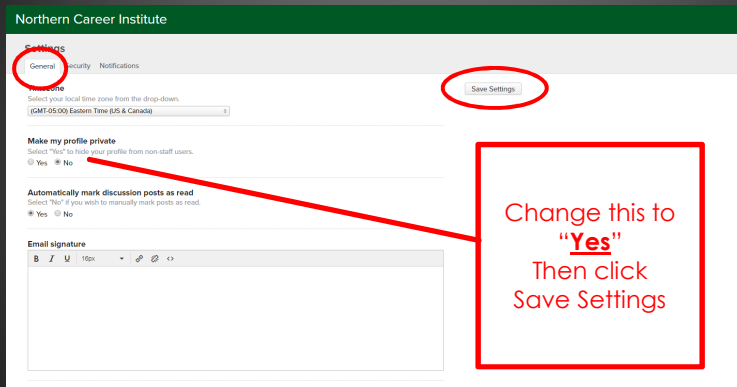 Northern Career Institute
Settings
General Security Notifications
Timezone
Save Settings
Select your local time zone from the drop-down.
(GMT-05:00) Eastern Time (US & Canada)
Make my profile private
Select "Yes" to hide your profile from non-staff users.
Yes No
Automatically mark discussion posts as read
Select "No" if you wish to manually mark posts as read.
Yes No
Email signature
B I U 16px
Change this to
“Yes”
Then click
Save Settings